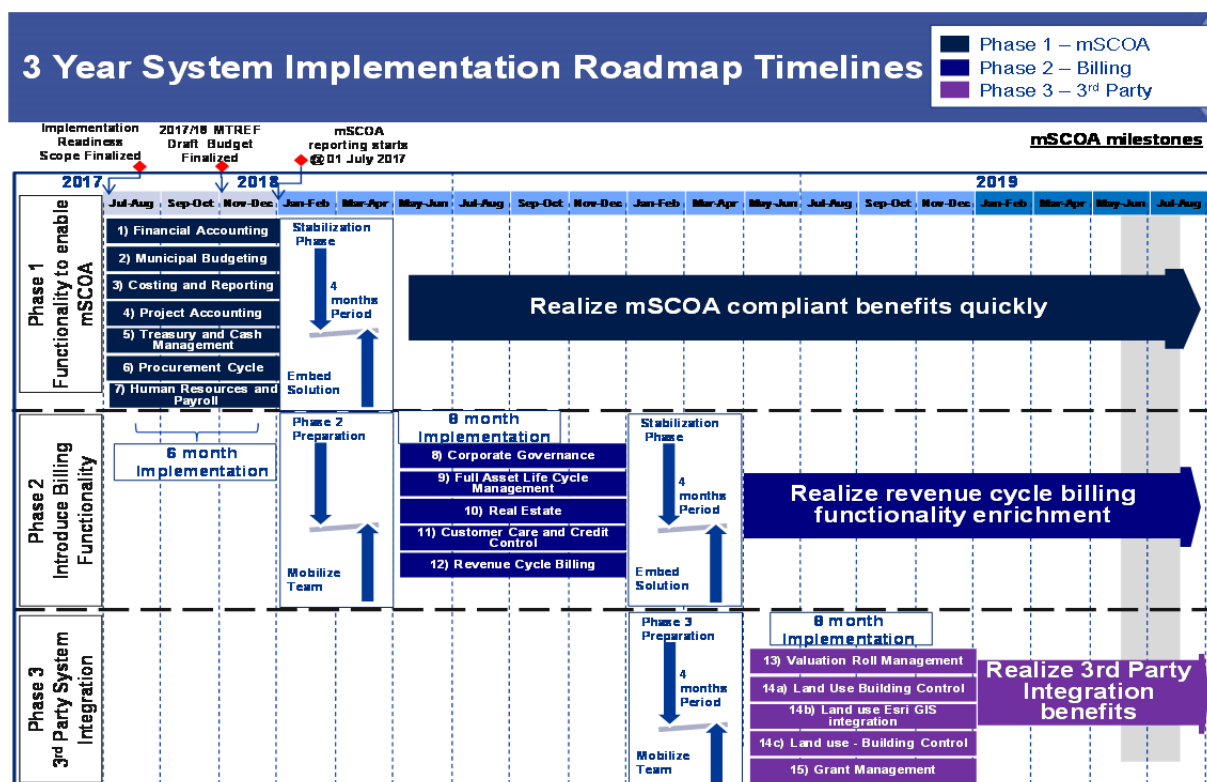 3 Year System Implementation Roadmap Timelines
Phase 1 – mSCOA
Phase 2 – Billing
Phase 3 – 3rd Party
Implementation
Readiness
Scope Finalized
2017/18 MTREF
Draft Budget
Finalized
mSCOA
reporting starts
@ 01 July 2017
mSCOA milestones
2017
2018
2019
Jul-Aug
Sep-Oct
Nov-Dec
Jan-Feb
Mar-Apr
May-Jun
Jul-Aug
Sep-Oct
Nov-Dec
Jan-Feb
Mar-Apr
May-Jun
Jul-Aug
Sep-Oct
Nov-Dec
Jan-Feb
Mar-Apr
May-Jun
Jul-Aug
Phase 1
Functionality to enable
mSCOA
1) Financial Accounting
2) Municipal Budgeting
3) Costing and Reporting
4) Project Accounting
5) Treasury and Cash
Management
6) Procurement Cycle
7) Human Resources and
Payroll
Stabilization
Phase
4
months
Period
Embed
Solution
Realize mSCOA compliant benefits quickly
Phase 2
Introduce Billing
Functionality
6 month
Implementation
Phase 2
Preparation
Mobilize
Team
8 month
Implementation
8) Corporate Governance
9) Full Asset Life Cycle
Management
10) Real Estate
11) Customer Care and Credit
Control
12) Revenue Cycle Billing
Stabilization
Phase
4
months
Period
Embed
Solution
Realize revenue cycle billing
functionality enrichment
Phase 3
3rd Party System
Integration
Phase 3
Preparation
4
months
Period
Mobilize
Team
8 month
Implementation
13) Valuation Roll Management
14a) Land Use Building Control
14b) Land use Esri GIS
integration
14c) Land use - Building Control
15) Grant Management
Realize 3rd Party
Integration
benefits